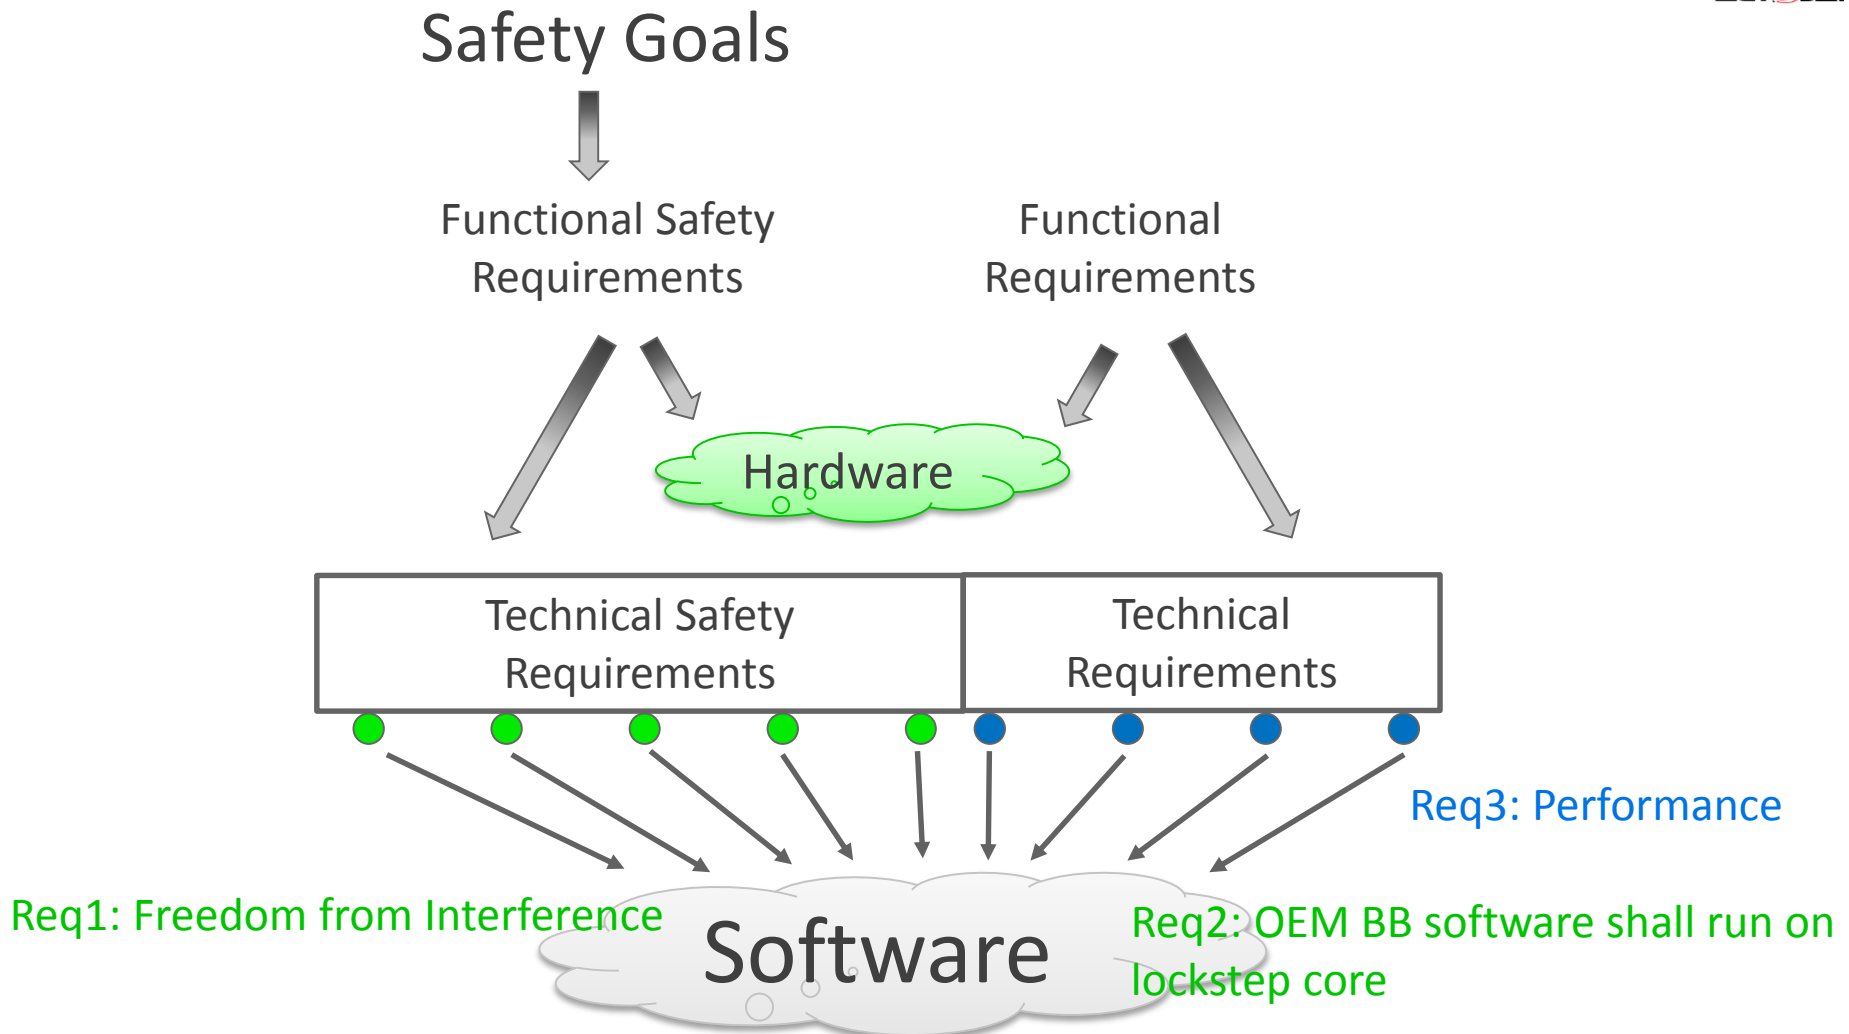 Safety Goals
Functional Safety
Requirements
Functional
Requirements
Hardware
Technical Safety
Requirements
Technical
Requirements
Req3: Performance
Req1: Freedom from Interference
Software
Req2: OEM BB software shall run on
lockstep core